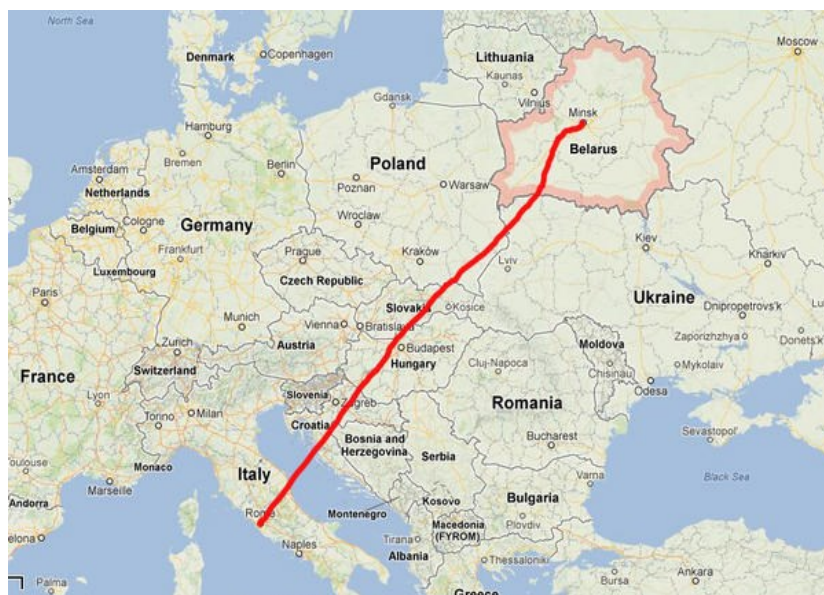 North Sea
Denmark
Copenhagen
Lithuania
Kaunas
Vilnius
Moscow
Gdansk
Minsk
Belarus
Hamburg
Bremen
Berlin
Poland
Poznan
Warsaw
Amsterdam
Netherlands
Wroclaw
Germany
Belgium
Cologne
Frankfurt
Luxembourg
Prague
Kraków
Lviv
Kiev
Kharkiv
Czech Republic
Paris
Slovakia
Kosice
Ukraine
Dnipropetrovs'k
Lu
Munich
Vienna
Bratislava
Zurich
Austria
Budapest
Hungary
Moldova
Zaporizhzhya
Donets'k
Switzerland
Cluj-Napoca
Chisinau
Mykolaiv
France
Lyon
Slovenia
Zagreb
Odesa
Torino
Milan
Croatia
Romania
Bosnia and
Herzegovina
Serbia
Bucharest
Sevastopol'
Monaco
Toulouse
Marseille
Italy
Black Sea
Varna
Andorra
Kosovo
Bulgaria
Rome
Montenegro
Macedonia
(FYROM)
Plovdiv
elona
Naples
Tirana
Albania
Thessaloniki
Bursa
Ankara
Palma
Greece